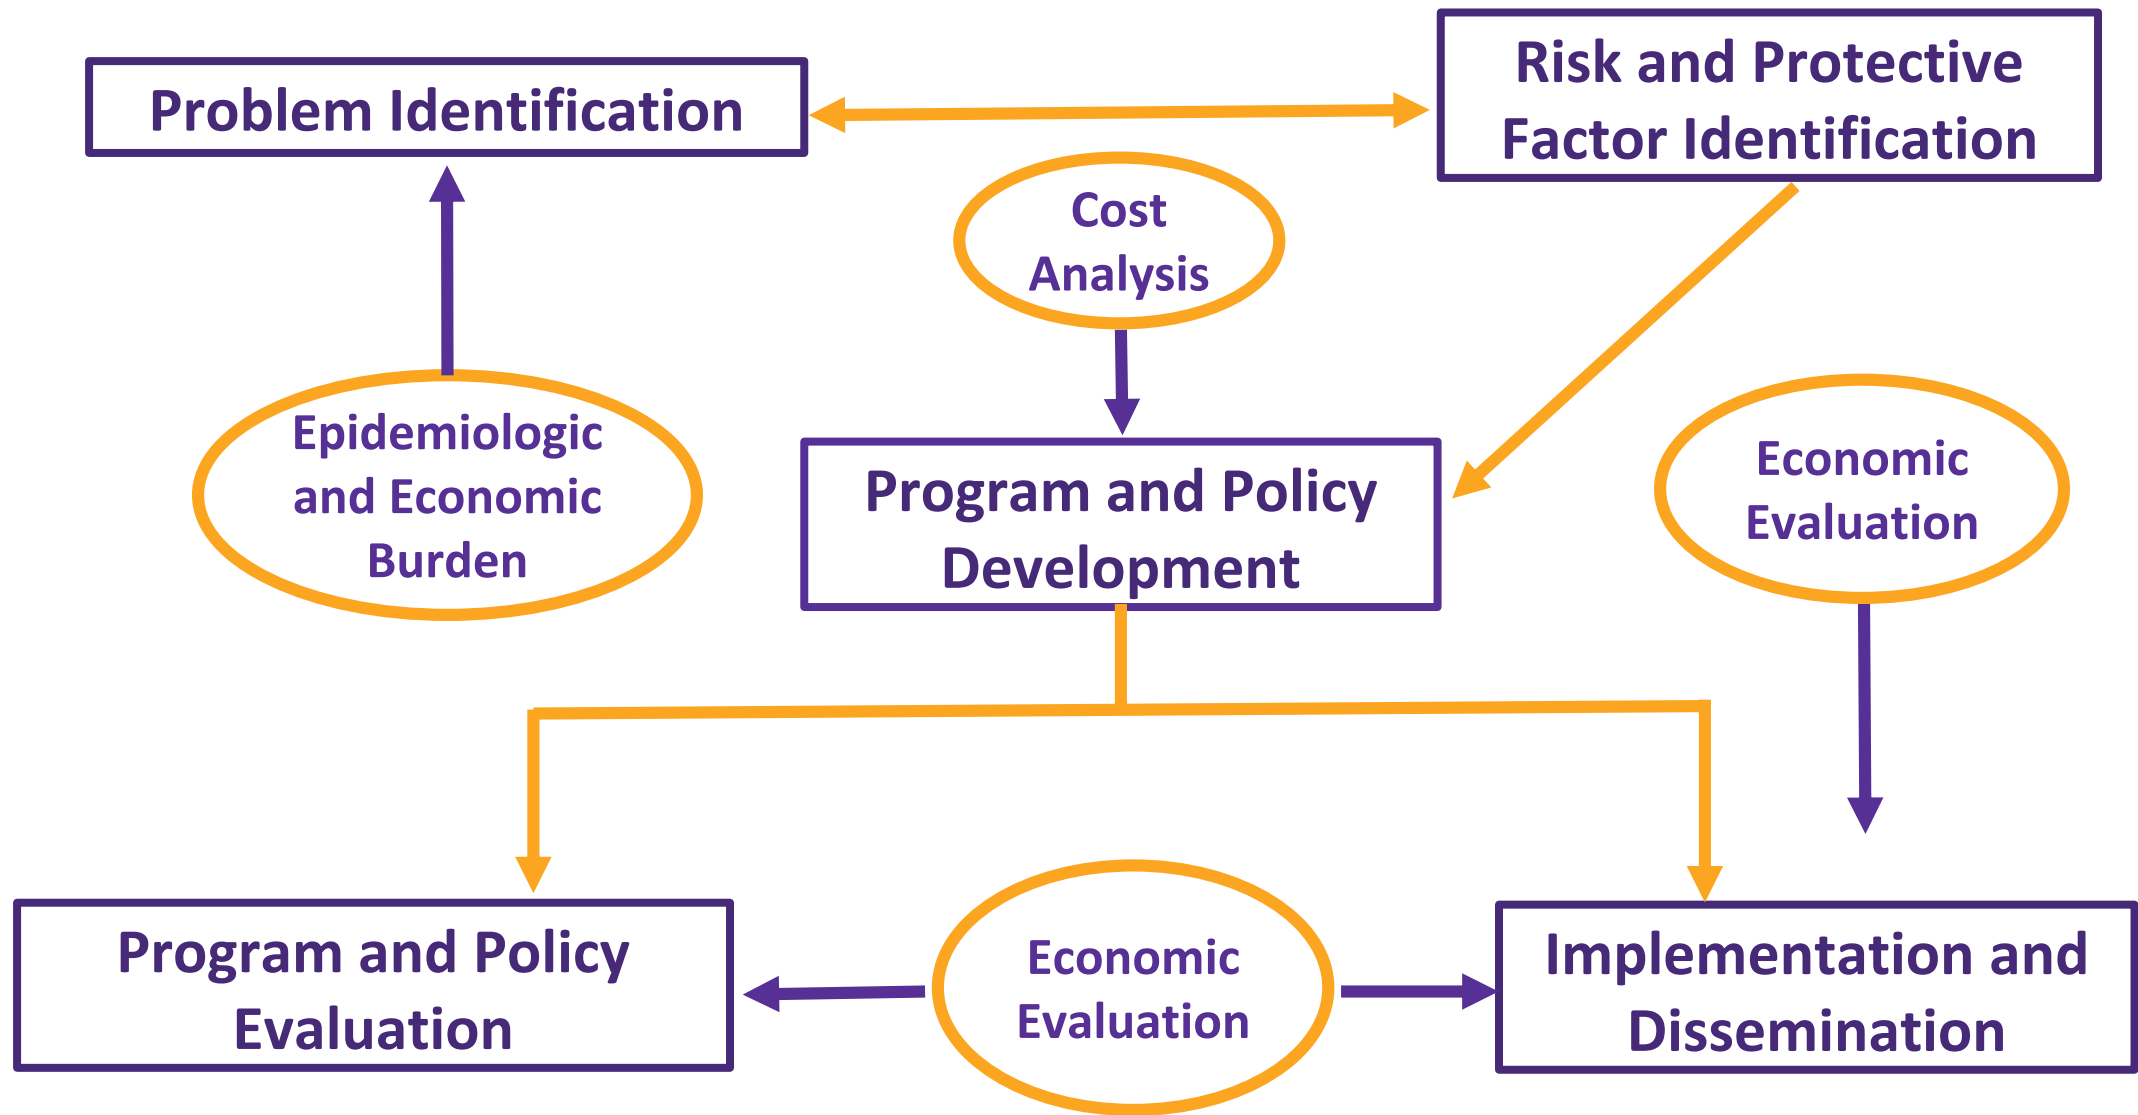 Problem Identification
Risk and Protective
Factor Identification
Cost
Analysis
Epidemiologic
and Economic
Burden
Program and Policy
Development
Economic
Evaluation
Program and Policy
Evaluation
Economic
Evaluation
Implementation and
Dissemination